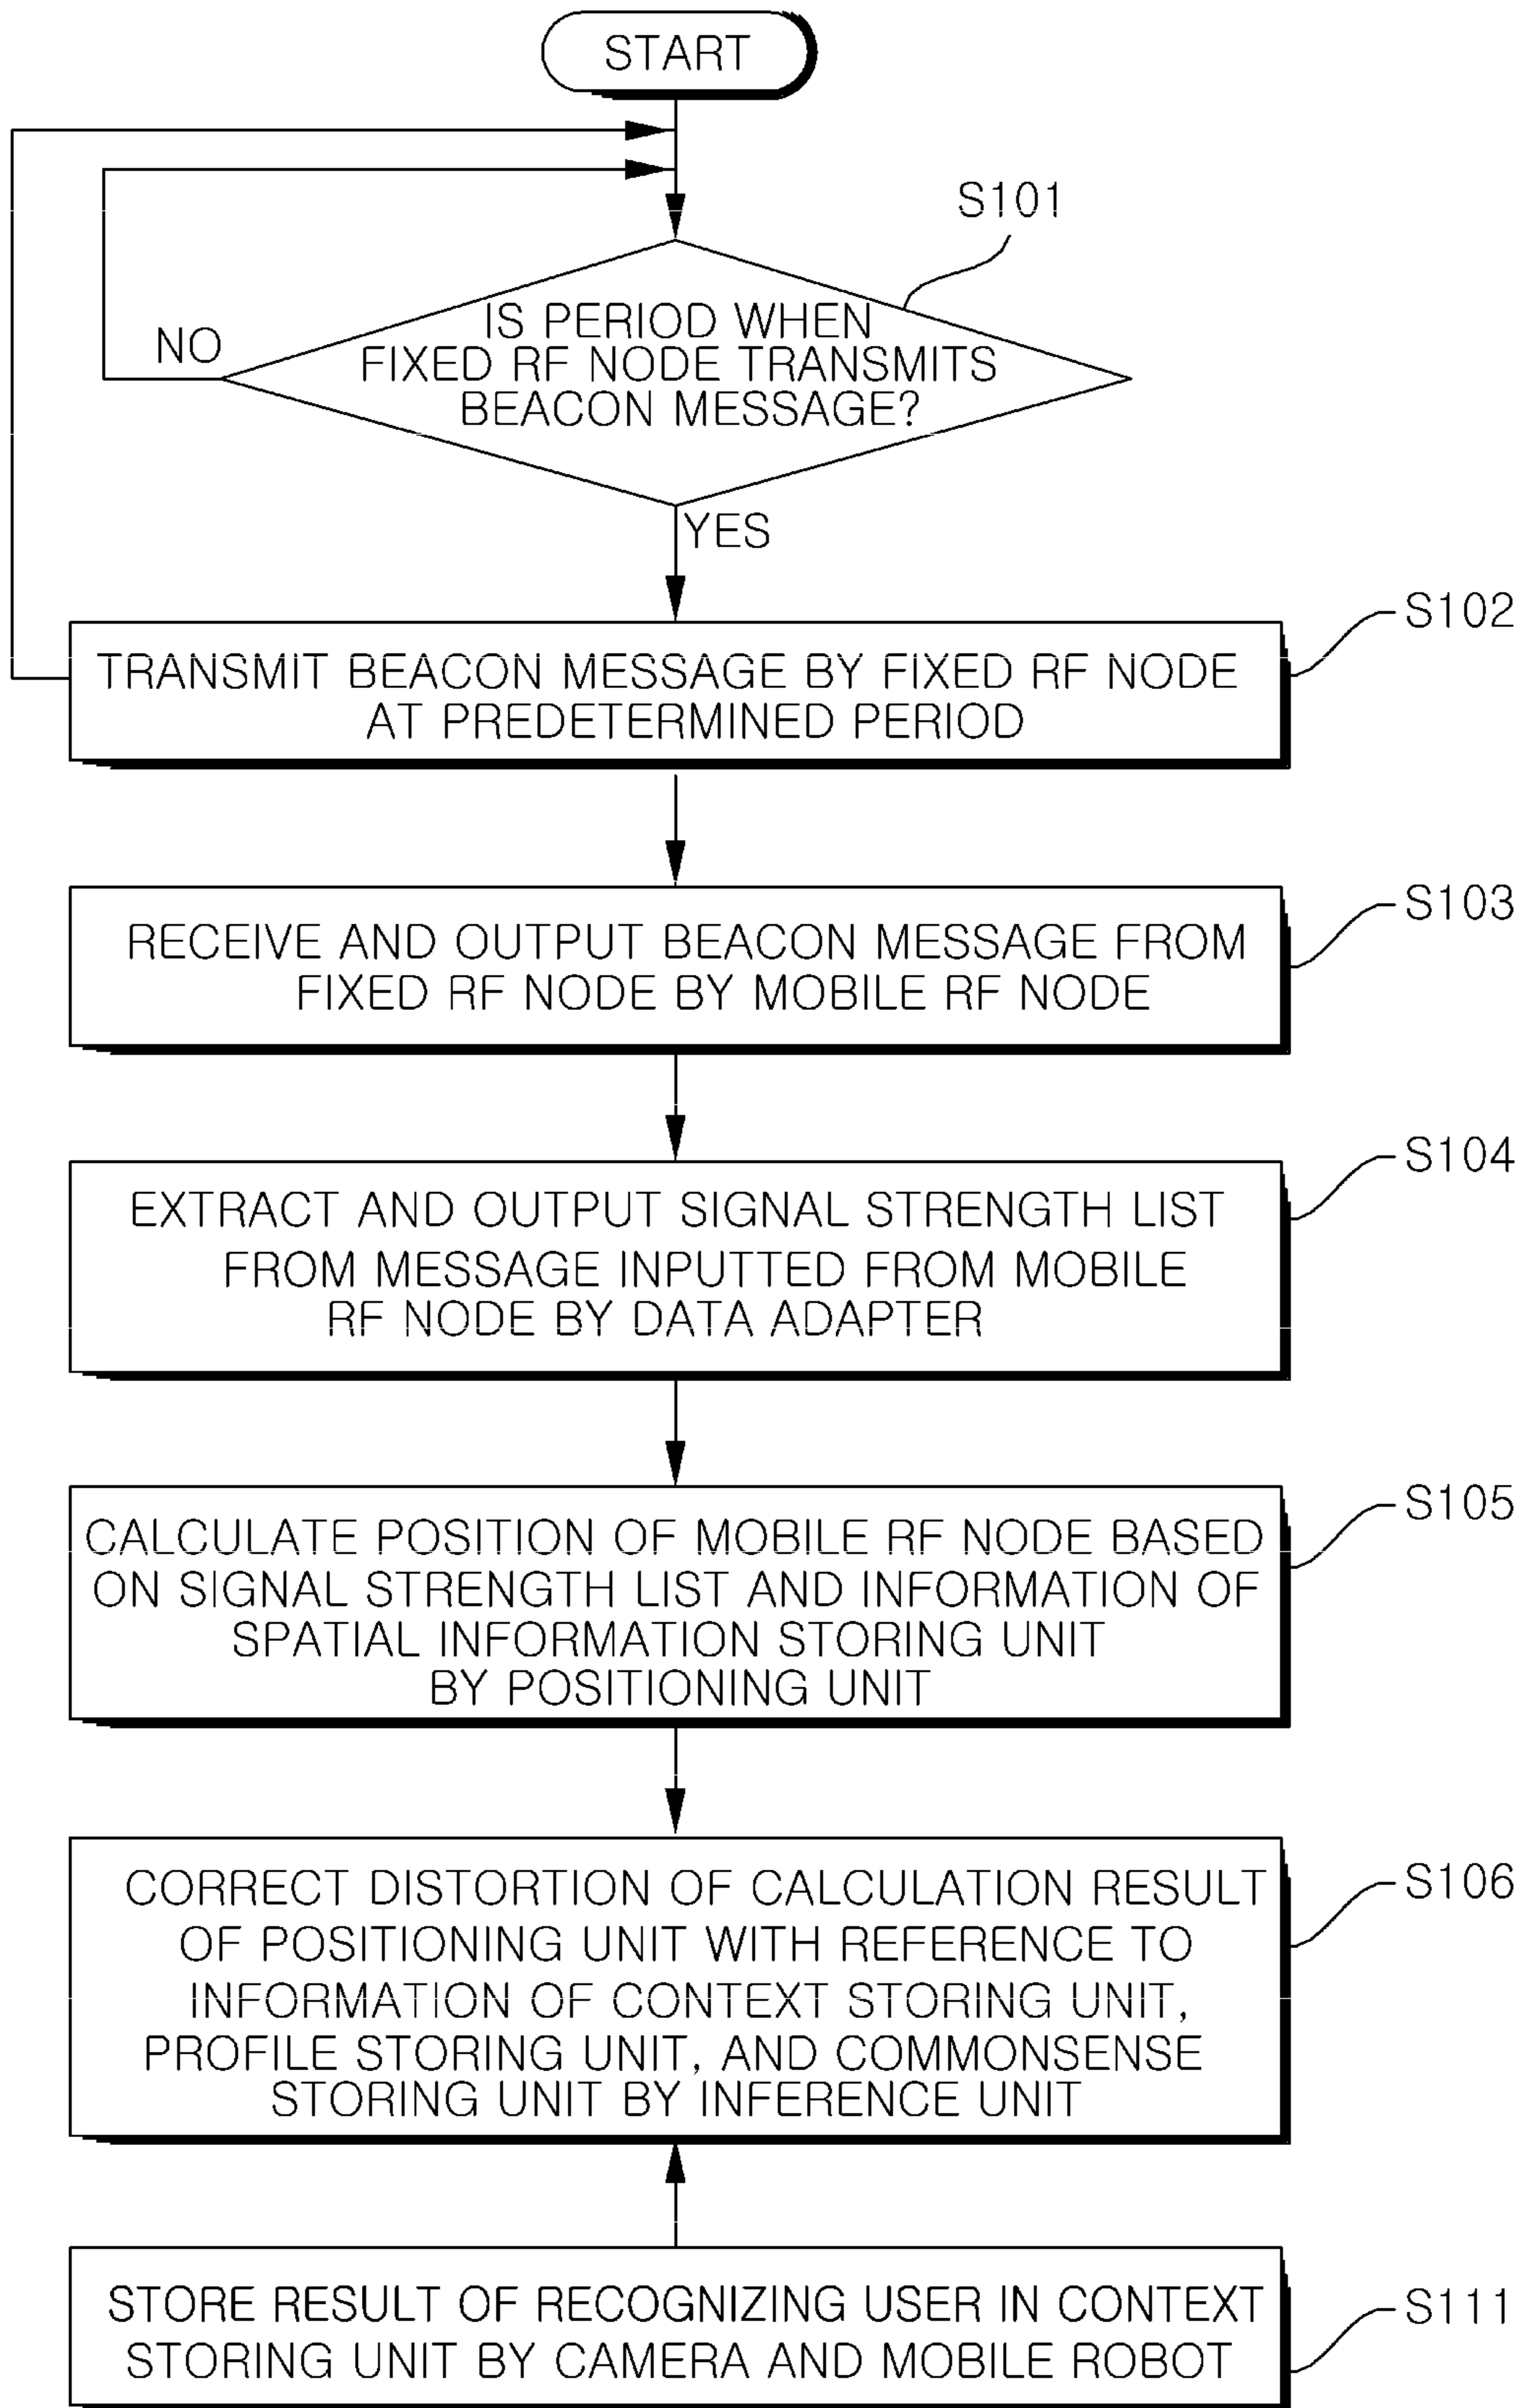 START
S101
IS PERIOD WHEN
FIXED RF NODE TRANSMITS
BEACON MESSAGE?
NO
YES
S102
TRANSMIT BEACON MESSAGE BY FIXED RF NODE
AT PREDETERMINED PERIOD
S103
RECEIVE AND OUTPUT BEACON MESSAGE FROM
FIXED RF NODE BY MOBILE RF NODE
S104
EXTRACT AND OUTPUT SIGNAL STRENGTH LIST
FROM MESSAGE INPUTTED FROM MOBILE
RF NODE BY DATA ADAPTER
S105
CALCULATE POSITION OF MOBILE RF NODE BASED
ON SIGNAL STRENGTH LIST AND INFORMATION OF
SPATIAL INFORMATION STORING UNIT
BY POSITIONING UNIT
S106
CORRECT DISTORTION OF CALCULATION RESULT
OF POSITIONING UNIT WITH REFERENCE TO
INFORMATION OF CONTEXT STORING UNIT,
PROFILE STORING UNIT, AND COMMONSENSE
STORING UNIT BY INFERENCE UNIT
S111
STORE RESULT OF RECOGNIZING USER IN CONTEXT
STORING UNIT BY CAMERA AND MOBILE ROBOT